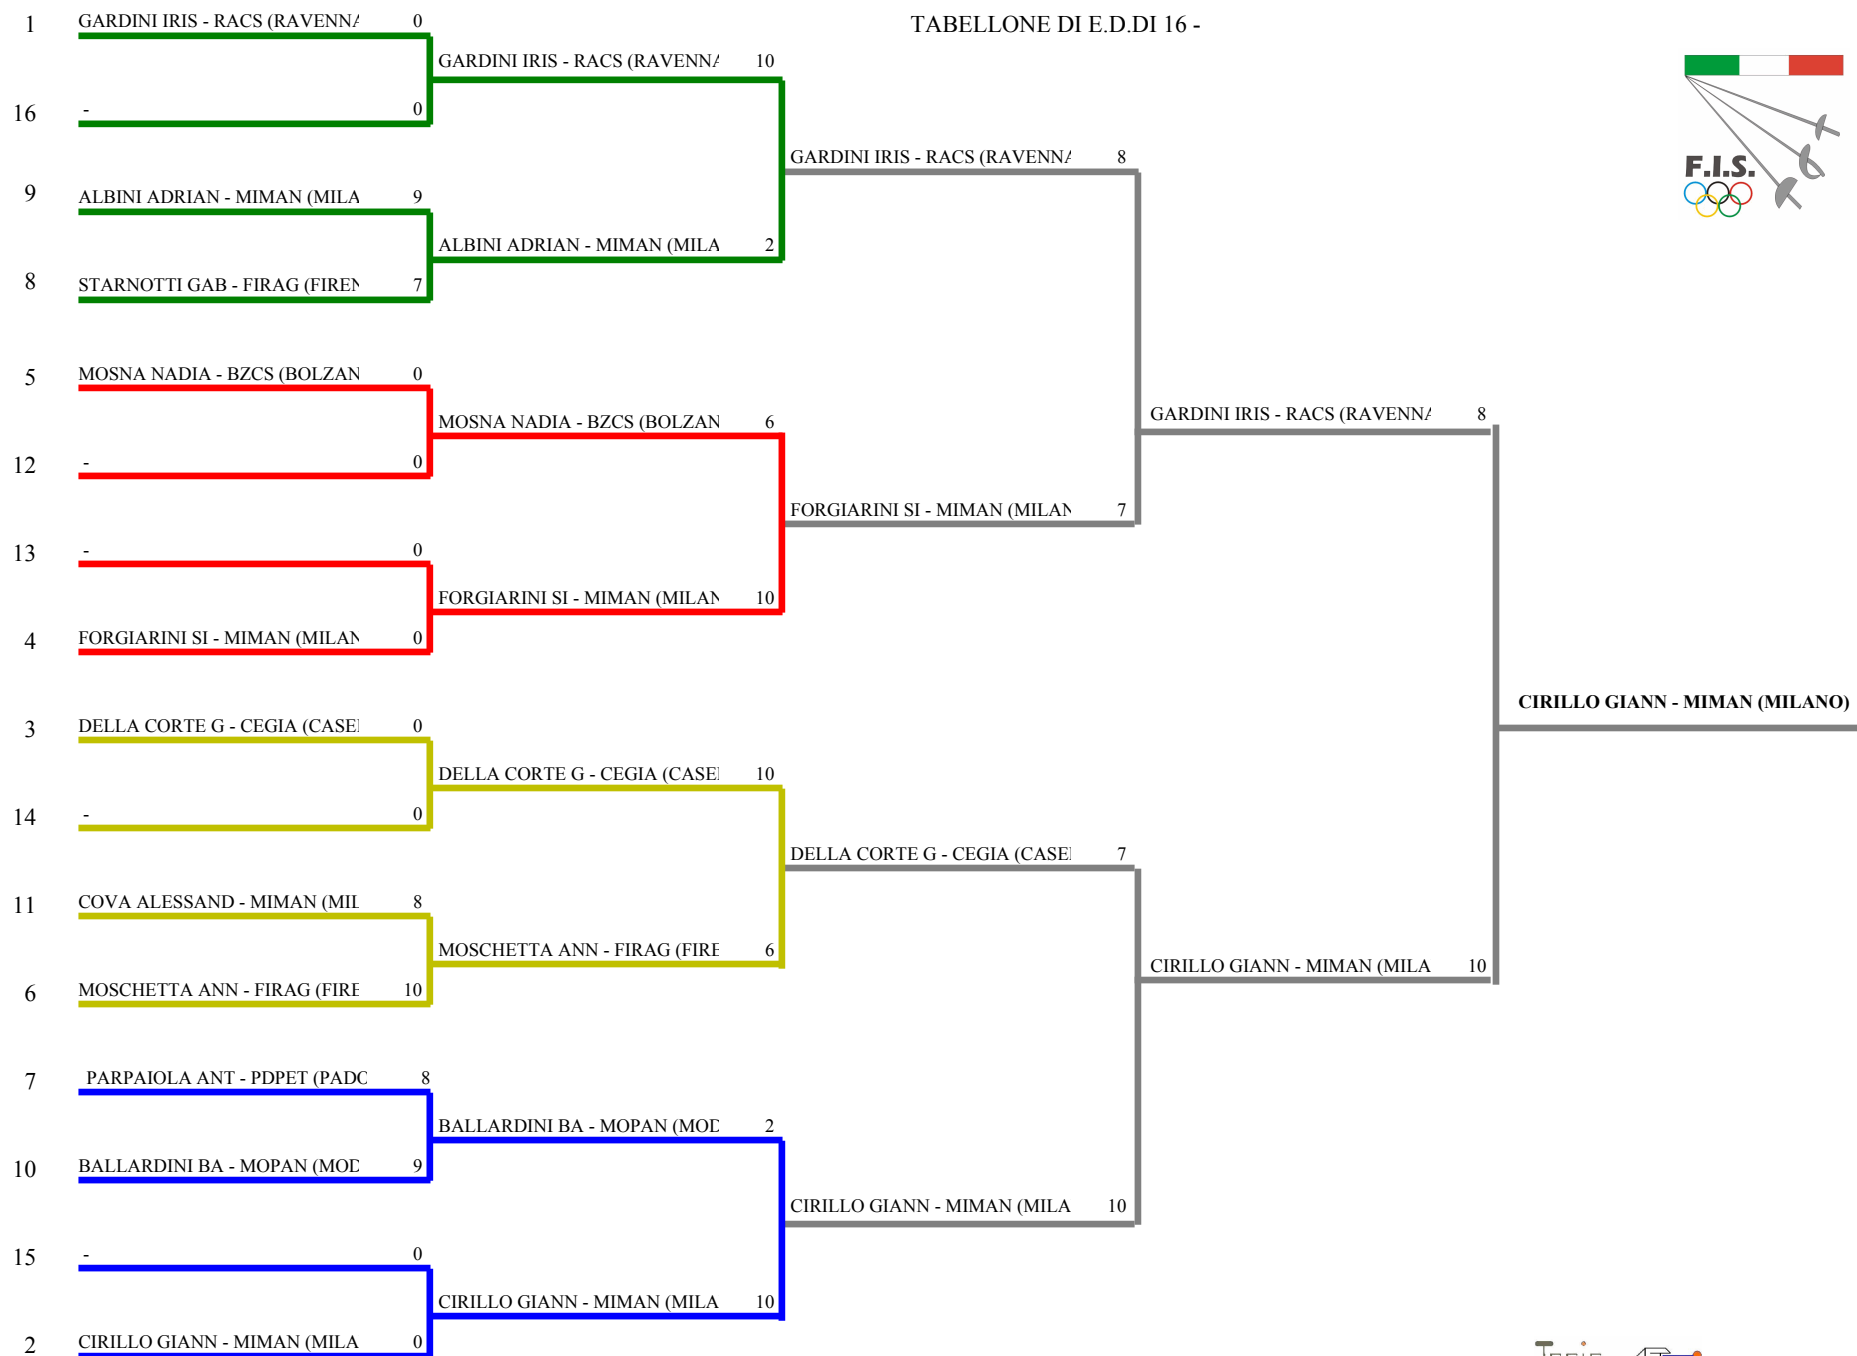 TABELLONE DI E.D.DI 16 -
1 GARDINI IRIS - RACS (RAVENNA 0
GARDINI IRIS - RACS (RAVENNA 10
16 - 0
GARDINI IRIS - RACS (RAVENNA 8
F.I.S.
9 ALBINI ADRIAN - MIMAN (MILA 9
ALBINI ADRIAN - MIMAN (MILA 2
8 STARNOTTI GAB - FIRAG (FIREN 7
5 MOSNA NADIA - BZCS (BOLZAN 0
MOSNA NADIA - BZCS (BOLZAN 6
GARDINI IRIS - RACS (RAVENNA 8
12 - 0
FORGIARINI SI - MIMAN (MILAN 7
13 - 0
FORGIARINI SI - MIMAN (MILAN 10
4 FORGIARINI SI - MIMAN (MILAN 0
CIRILLO GIANN - MIMAN (MILANO)
3 DELLA CORTE G - CEGIA (CASE 0
DELLA CORTE G - CEGIA (CASE 10
14 - 0
DELLA CORTE G - CEGIA (CASE 7
11 COVA ALESSAND - MIMAN (MIL 8
MOSCHETTA ANN - FIRAG (FIRE 6
CIRILLO GIANN - MIMAN (MILA 10
6 MOSCHETTA ANN - FIRAG (FIRE 10
7 PARPAIOLA ANT - PDPET (PADO 8
BALLARDINI BA - MOPAN (MOD 2
10 BALLARDINI BA - MOPAN (MOD 9
CIRILLO GIANN - MIMAN (MILA 10
15 - 0
CIRILLO GIANN - MIMAN (MILA 10
2 CIRILLO GIANN - MIMAN (MILA 0